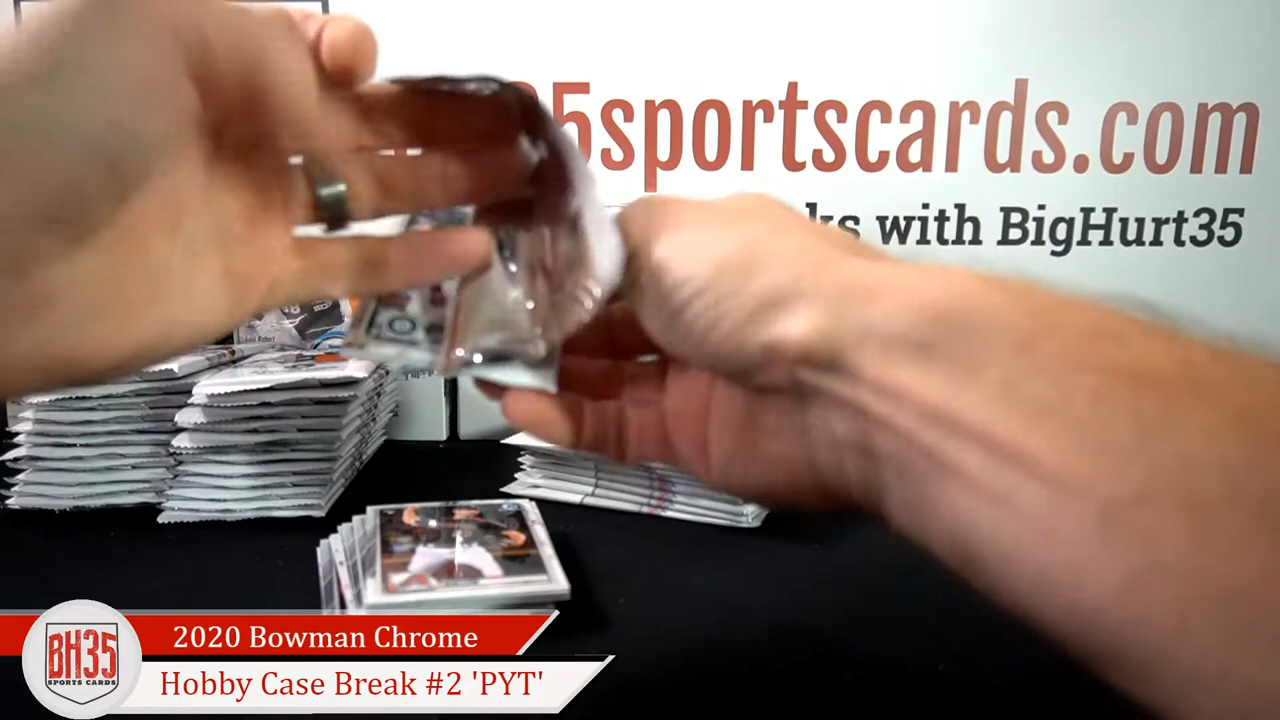 5sportscards.com
ks with BigHurt35
2020 Bowman Chrome
Hobby Case Break #2 'PYT'
BH35
SPORTS CARDS